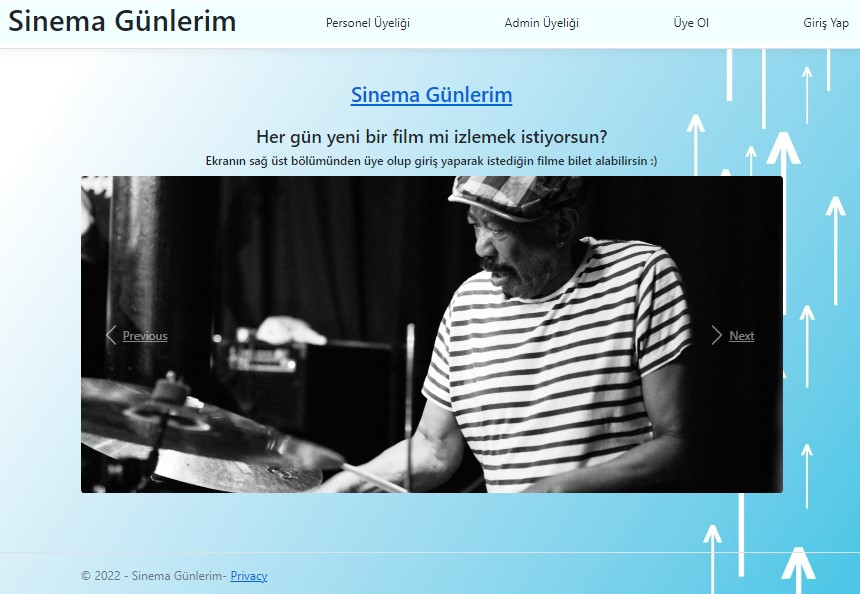 Sinema Günlerim
Personel Üyeliği Admin Üyeliği Üye Ol Giriş Yap
Sinema Günlerim
Her gün yeni bir film mi izlemek istiyorsun?
Ekranın sağ üst bölümünden üye olup giriş yaparak istediğin filme bilet alabilirsin :)
Previous Next
© 2022 - Sinema Günlerim- Privacy